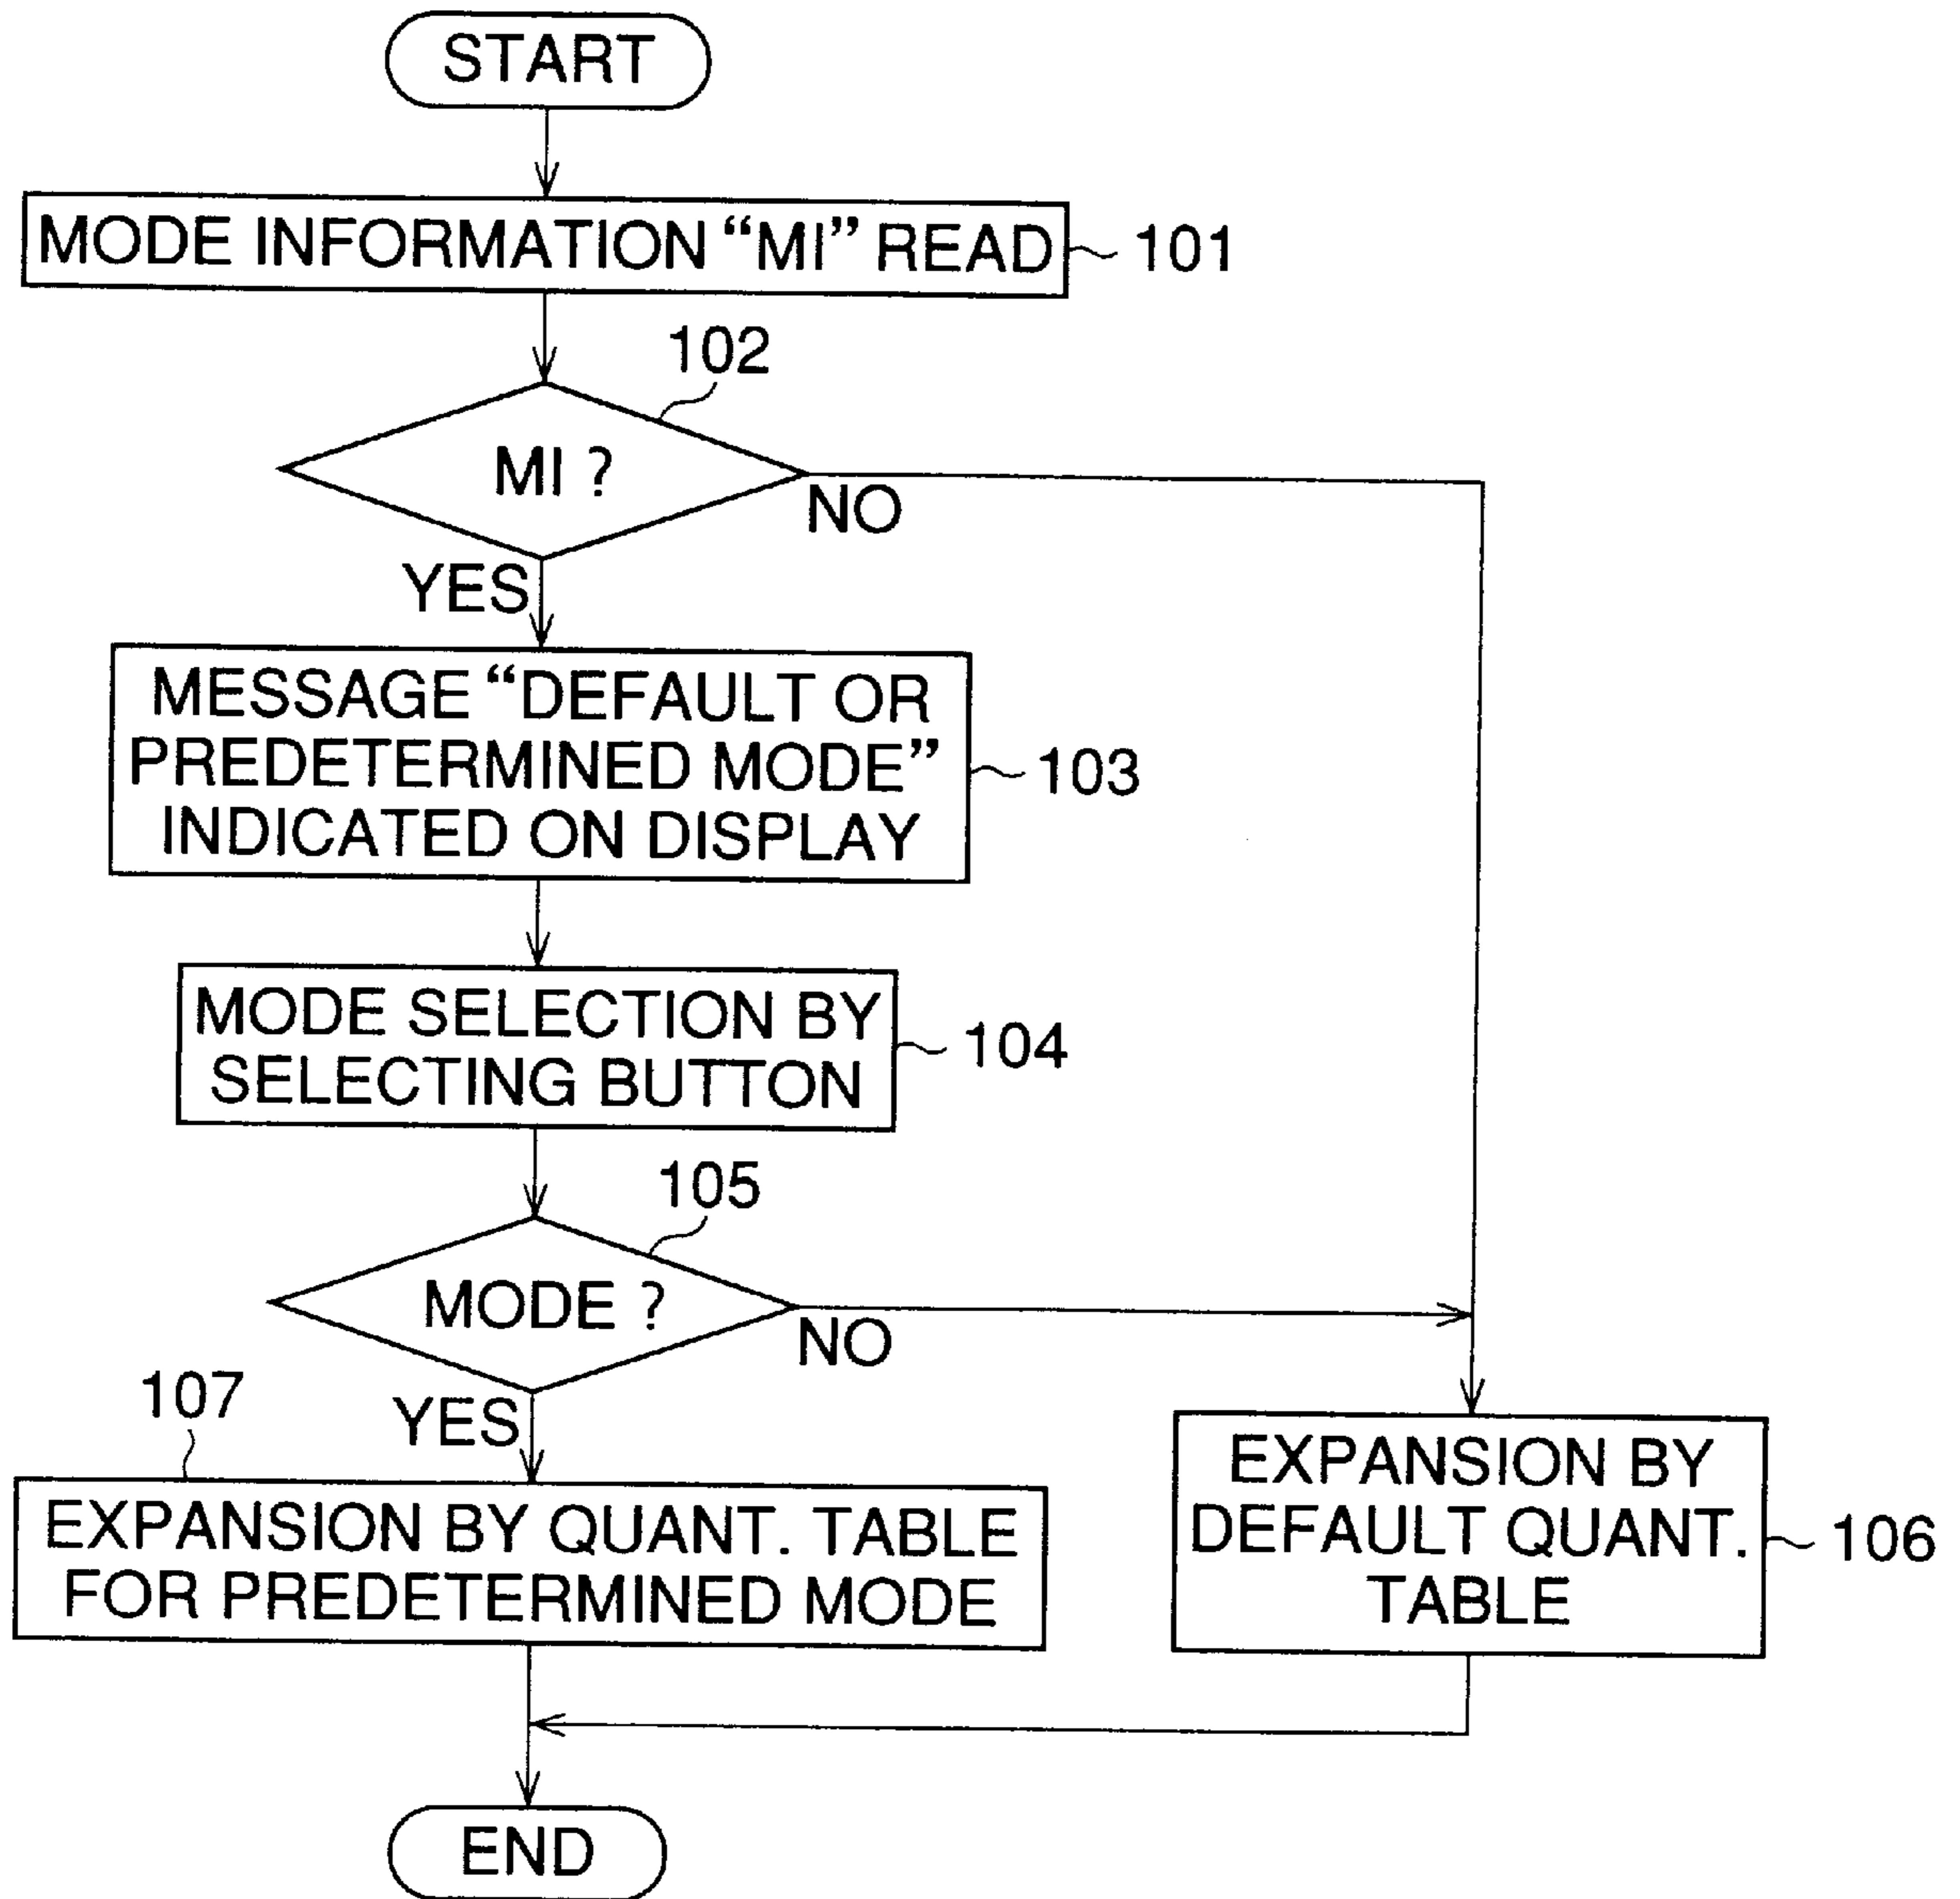 START
MODE INFORMATION “MI” READ
101
102
MI ?
NO
YES
MESSAGE “DEFAULT OR
PREDETERMINED MODE”
INDICATED ON DISPLAY
103
MODE SELECTION BY
SELECTING BUTTON
104
105
MODE ?
NO
YES
107
EXPANSION BY QUANT. TABLE
FOR PREDETERMINED MODE
EXPANSION BY
DEFAULT QUANT.
TABLE
106
END